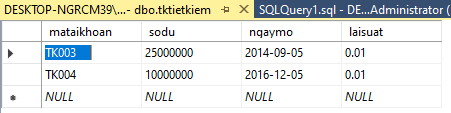 DESKTOP-NGRCM39\...- dbo.tktietkiem SQLQuery1.sql - DE...Administrator (
mataikhoan sodu ngaymo laisuat
TK003 25000000 2014-09-05 0.01
TK004 10000000 2016-12-05 0.01
NULL NULL NULL NULL